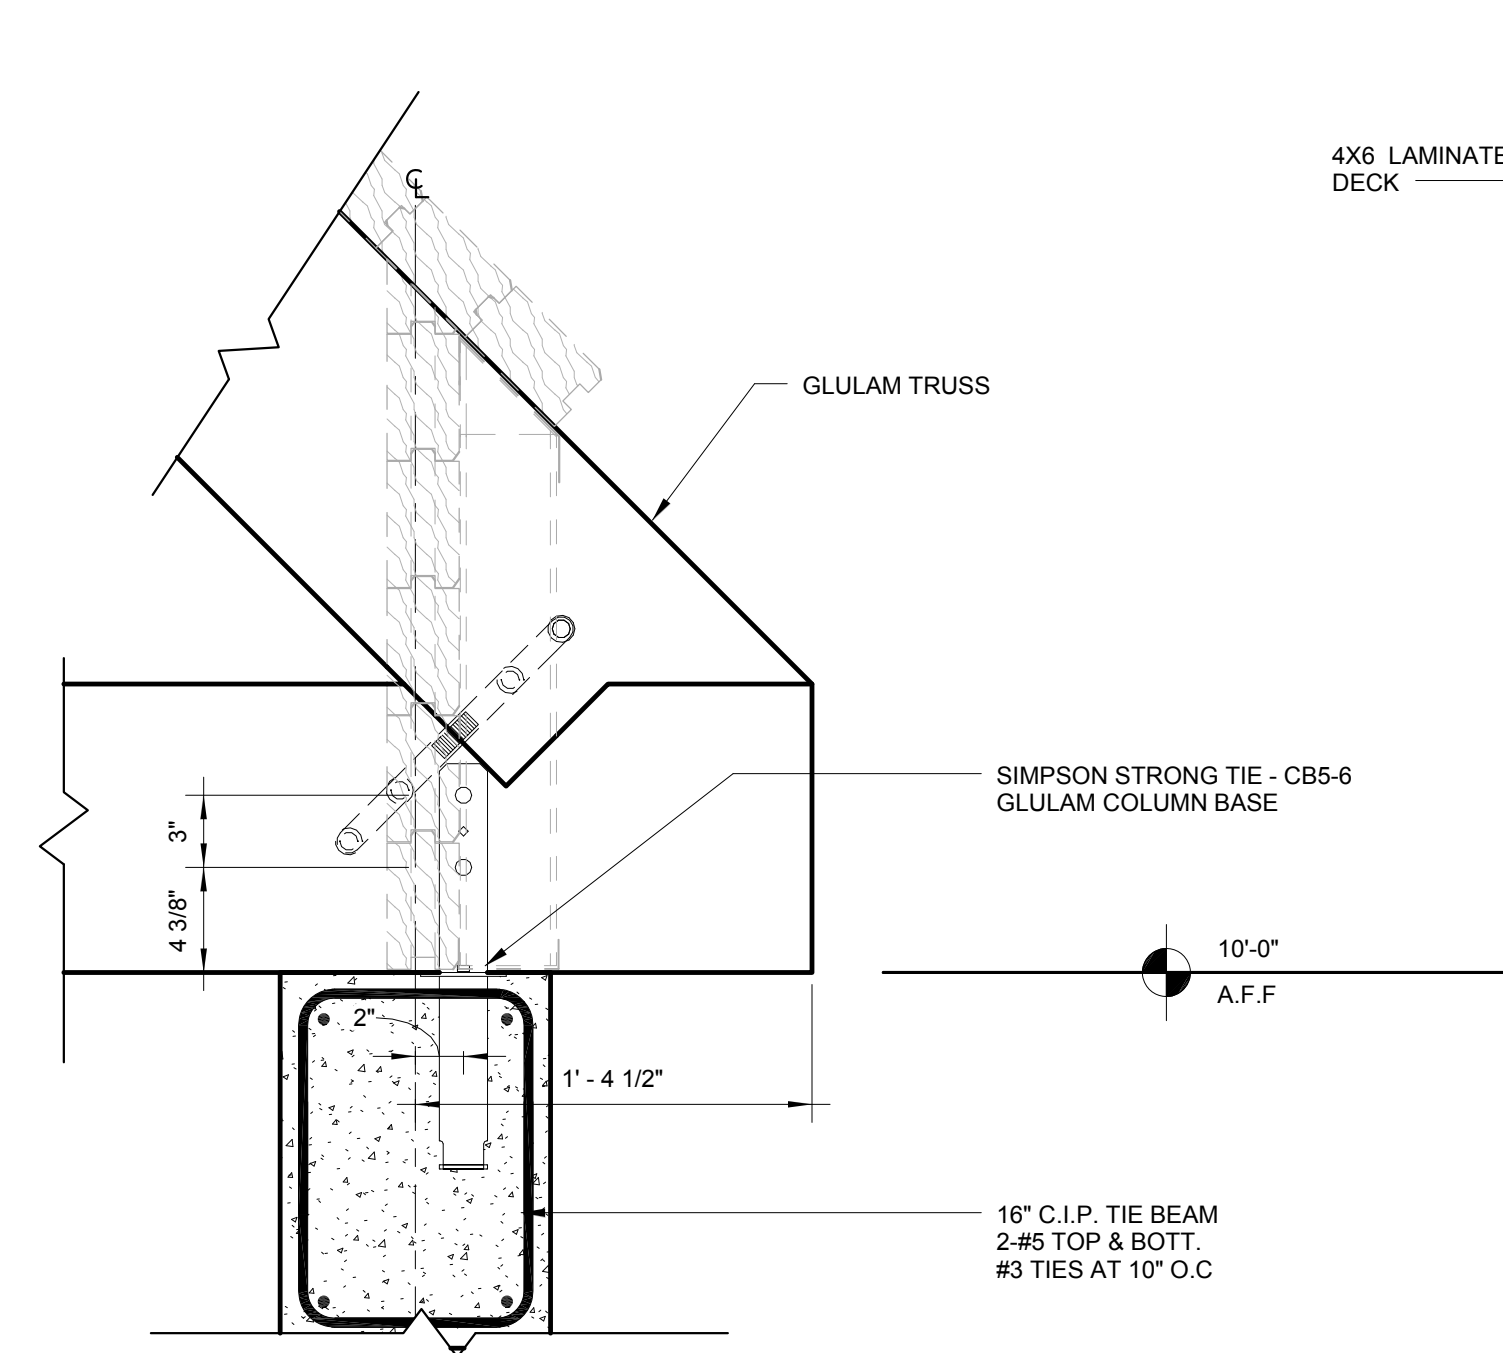 ℄
4X6 LAMINATE
DECK
GLULAM TRUSS
SIMPSON STRONG TIE - CB5-6
GLULAM COLUMN BASE
3"
4 3/8"
10'-0"
A.F.F
2"
1' - 4 1/2"
16" C.I.P. TIE BEAM
2-#5 TOP & BOTT.
#3 TIES AT 10" O.C